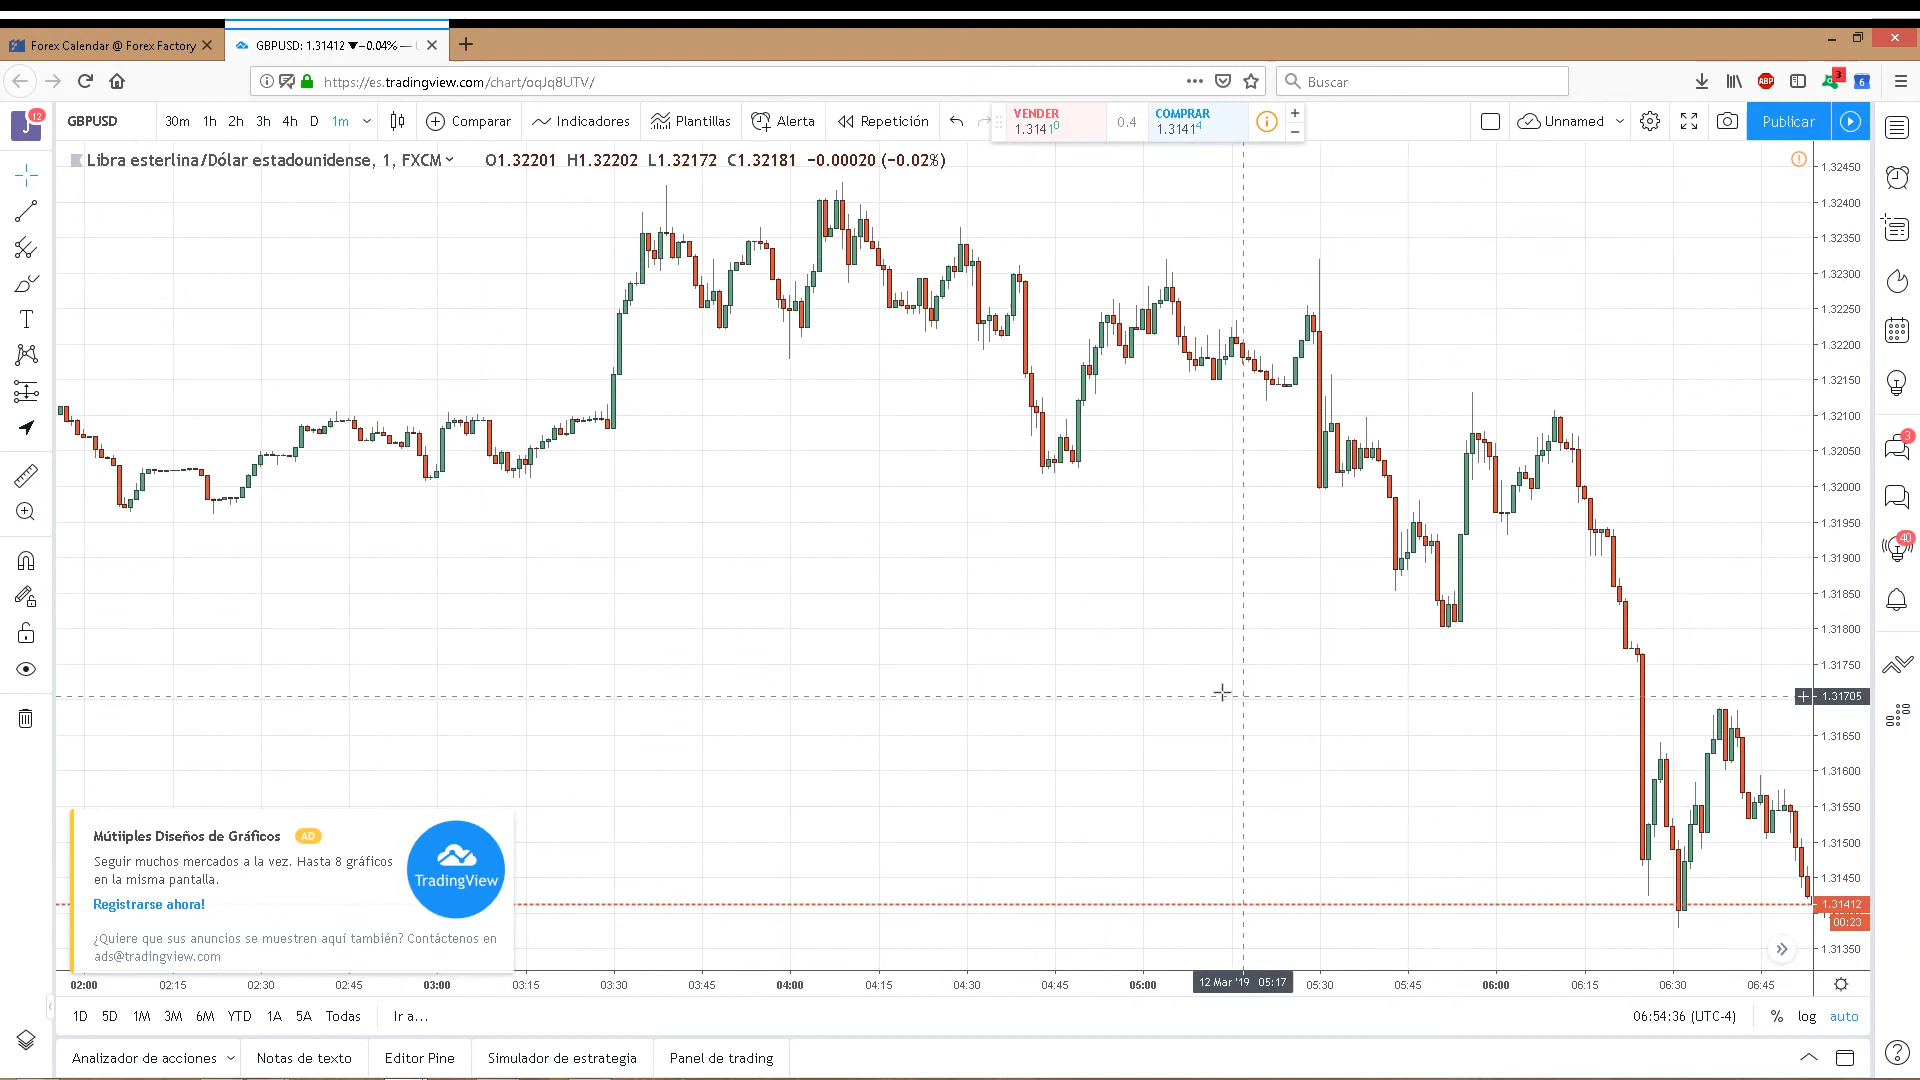 Forex Calendar @ Forex Factory
GBPUSD: 1.31412 ▼−0.04% —
https://es.tradingview.com/chart/oqJq8UTV/
Buscar
ABP
3
6
J
12
GBPUSD
30m 1h 2h 3h 4h D 1m
Comparar
Indicadores
Plantillas
Alerta
Repetición
VENDER
1.31410
0.4
COMPRAR
1.31414
Unnamed
Publicar
Libra esterlina/Dólar estadounidense, 1, FXCM
O1.32201 H1.32202 L1.32172 C1.32181 −0.00020 (−0.02%)
1.32450
1.32400
1.32350
1.32300
1.32250
1.32200
1.32150
1.32100
1.32050
1.32000
1.31950
1.31900
1.31850
1.31800
1.31750
1.31705
1.31650
1.31600
1.31550
1.31500
1.31450
1.31412
00:23
1.31350
3
40
Mútiiples Diseños de Gráficos AD
Seguir muchos mercados a la vez. Hasta 8 gráficos
en la misma pantalla.
Registrarse ahora!
¿Quiere que sus anuncios se muestren aquí también? Contáctenos en
ads@tradingview.com
TradingView
02:00 02:15 02:30 02:45 03:00 03:15 03:30 03:45 04:00 04:15 04:30 04:45 05:00 12 Mar '19 05:17 05:30 05:45 06:00 06:15 06:30 06:45
1D 5D 1M 3M 6M YTD 1A 5A Todas Ir a...
06:54:36 (UTC-4) % log auto
Analizador de acciones
Notas de texto
Editor Pine
Simulador de estrategia
Panel de trading